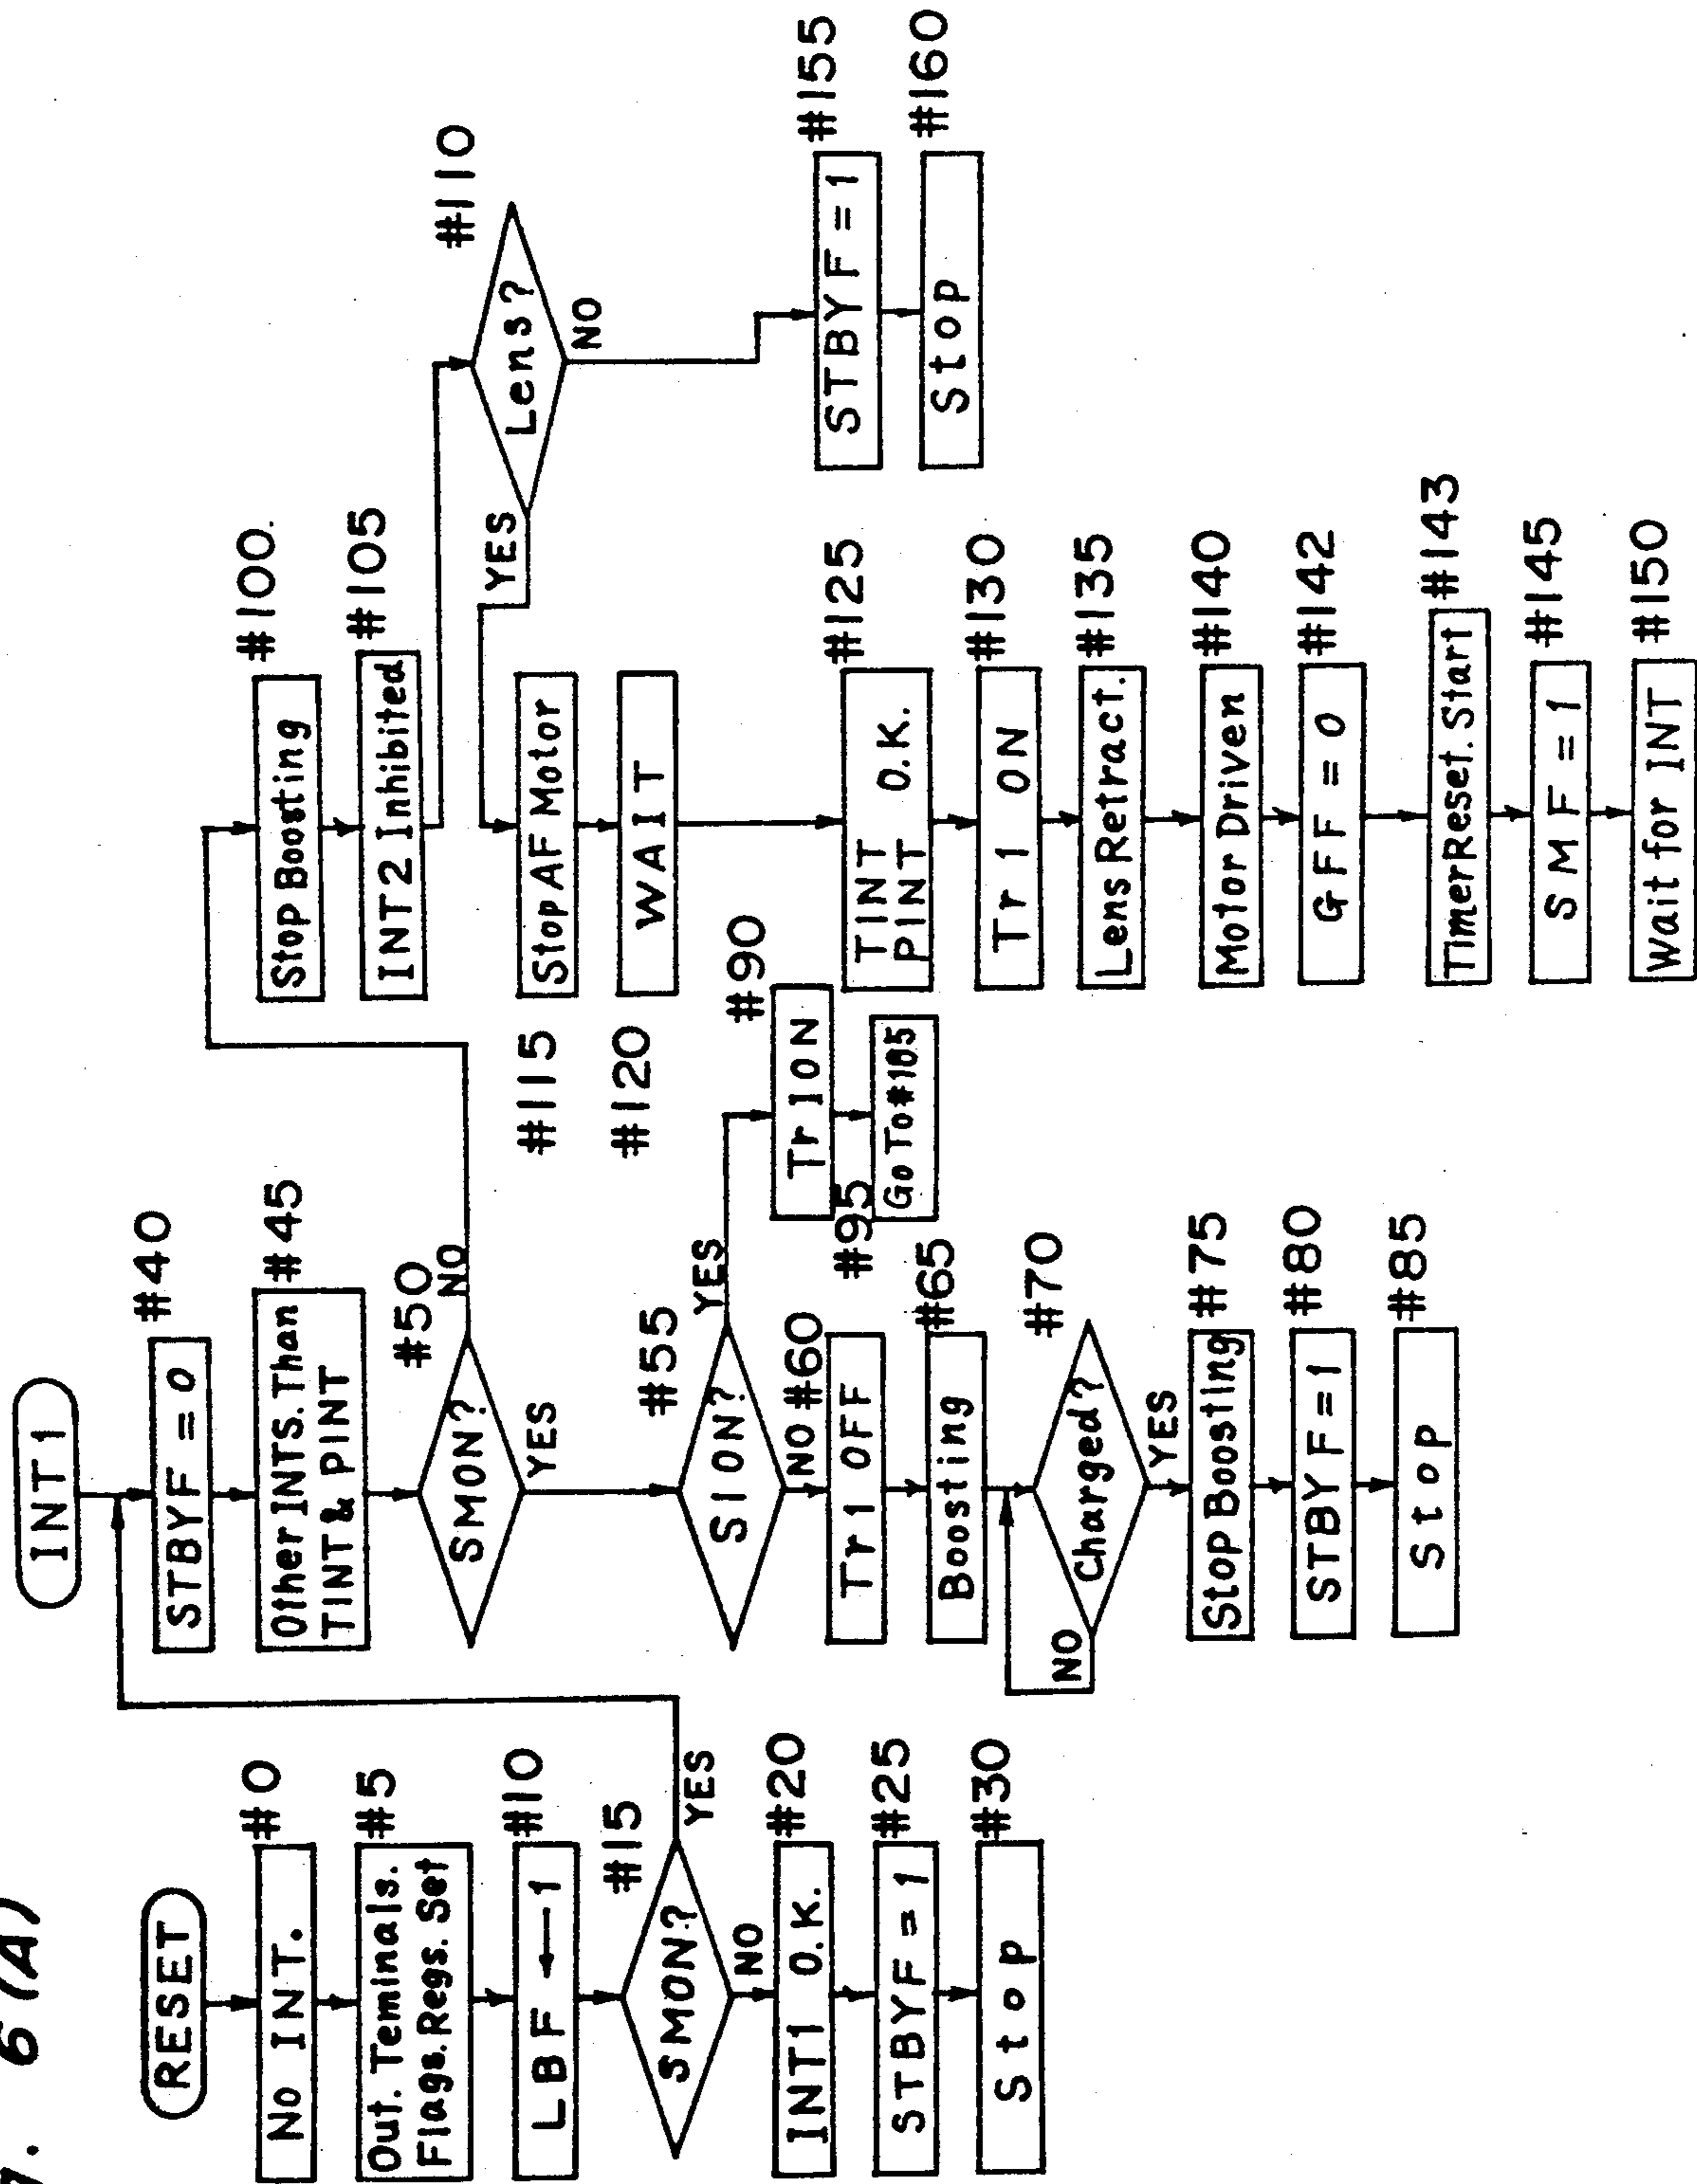 g. 6 (A)
RESET
No INT.
#0
Out. Teminals.
Flags. Regs. Set
#5
LBF ← 1
#10
SMON?
#15
YES
NO
INT1 O.K.
#20
STBYF = 1
#25
Stop
#30
INT1
STBYF = 0
#40
Other INTS. Than
TINT & PINT
#45
SMON?
#50
NO
YES
SION?
#55
YES
NO
#60
Tr1 OFF
#65
Boosting
#70
Charged?
NO
YES
Stop Boosting
#75
STBYF = 1
#80
Stop
#85
#90
Tr1ON
#95
Go To #105
Stop Boosting
#100
INT2 Inhibited
#105
Lens?
#110
YES
NO
Stop AF Motor
#115
WAIT
#120
TINT
PINT O.K.
#125
Tr1 ON
#130
Lens Retract.
#135
Motor Driven
#140
GFF = 0
#142
TimerReset. Start
#143
SMF = 1
#145
Wait for INT
#150
STBYF = 1
#155
Stop
#160